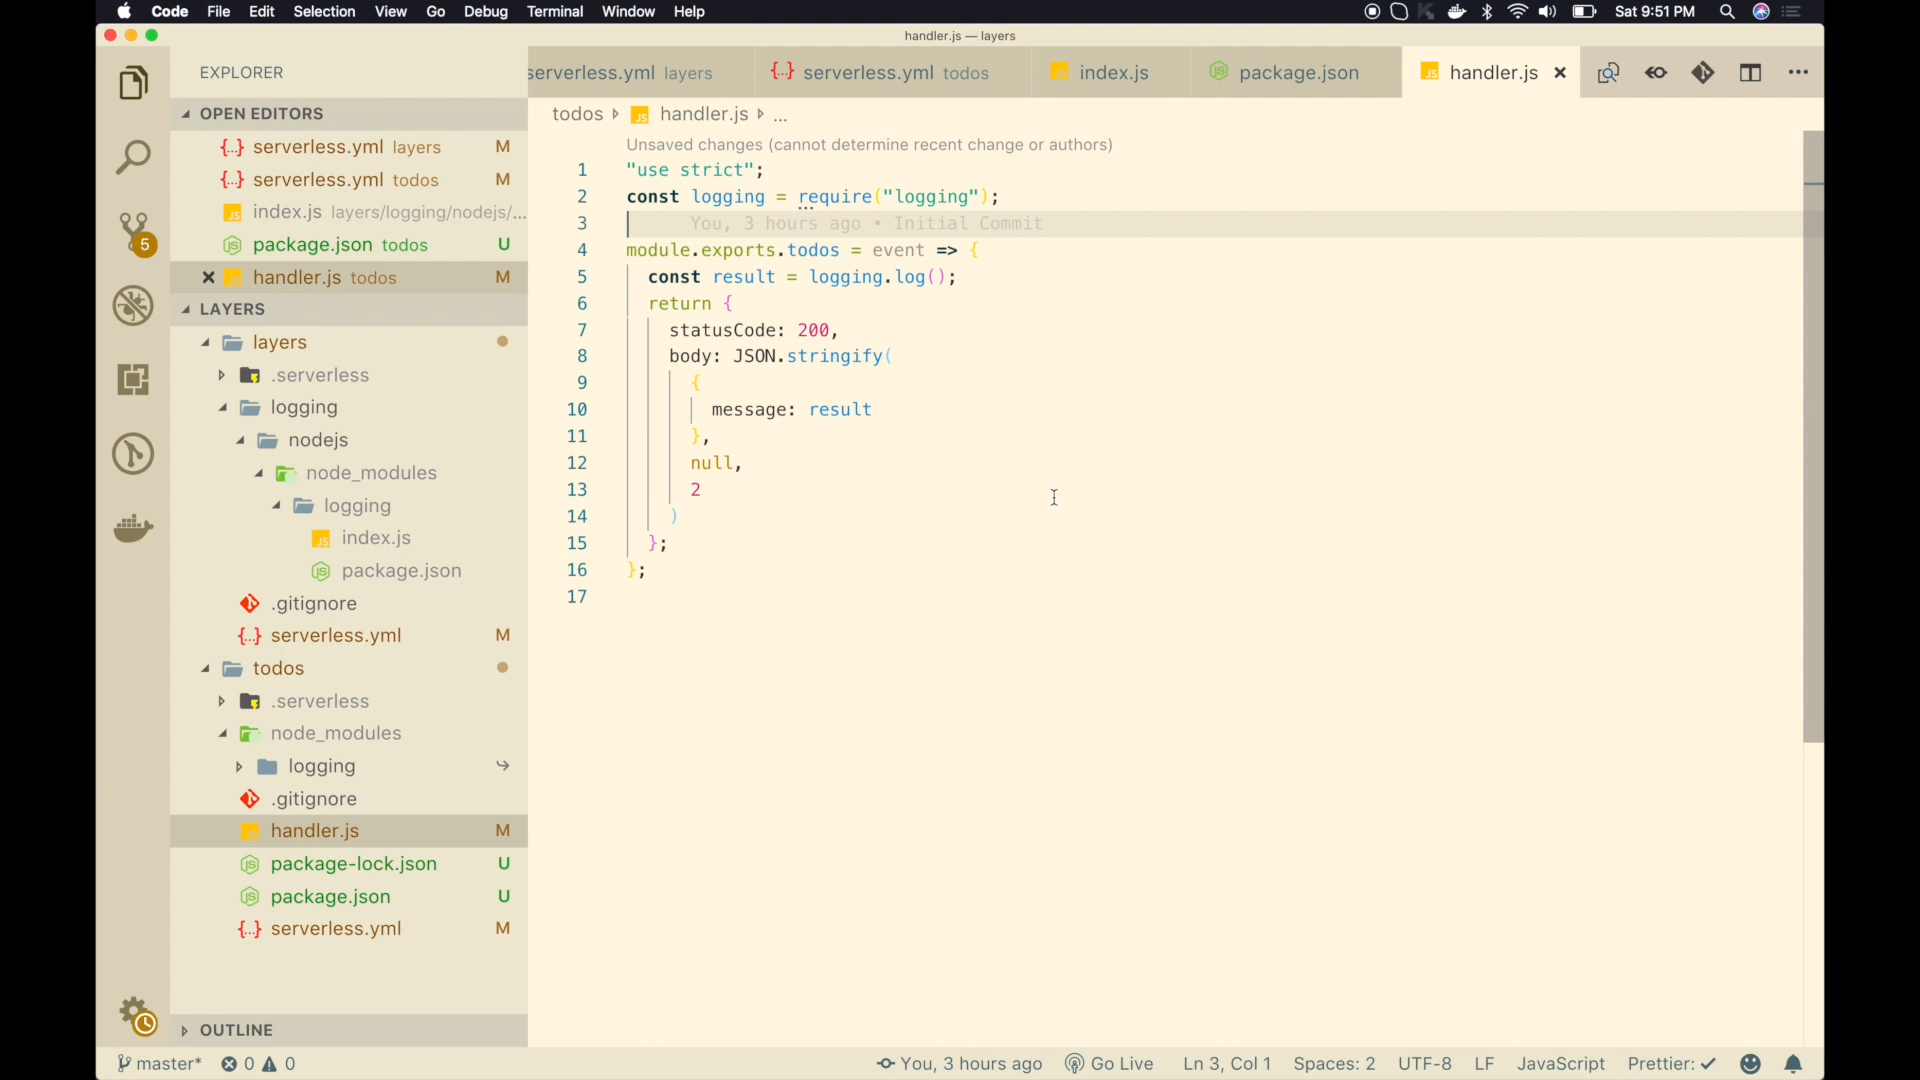 Code File Edit Selection View Go Debug Terminal Window Help Sat 9:51 PM
handler.js — layers
EXPLORER
serverless.yml layers
serverless.yml todos
index.js
package.json
handler.js
OPEN EDITORS
serverless.yml layers M
serverless.yml todos M
index.js layers/logging/nodejs/...
package.json todos U
handler.js todos M
LAYERS
layers
.serverless
logging
nodejs
node_modules
logging
index.js
package.json
.gitignore
serverless.yml M
todos
.serverless
node_modules
logging
.gitignore
handler.js M
package-lock.json U
package.json U
serverless.yml M
OUTLINE
5
todos handler.js ...
Unsaved changes (cannot determine recent change or authors)
1 "use strict";
2 const logging = require("logging");
3 You, 3 hours ago • Initial Commit
4 module.exports.todos = event => {
5 const result = logging.log();
6 return {
7 statusCode: 200,
8 body: JSON.stringify(
9 {
10 message: result
11 },
12 null,
13 2
14 )
15 };
16 };
17
master* 0 0 You, 3 hours ago Go Live Ln 3, Col 1 Spaces: 2 UTF-8 LF JavaScript Prettier: ✓